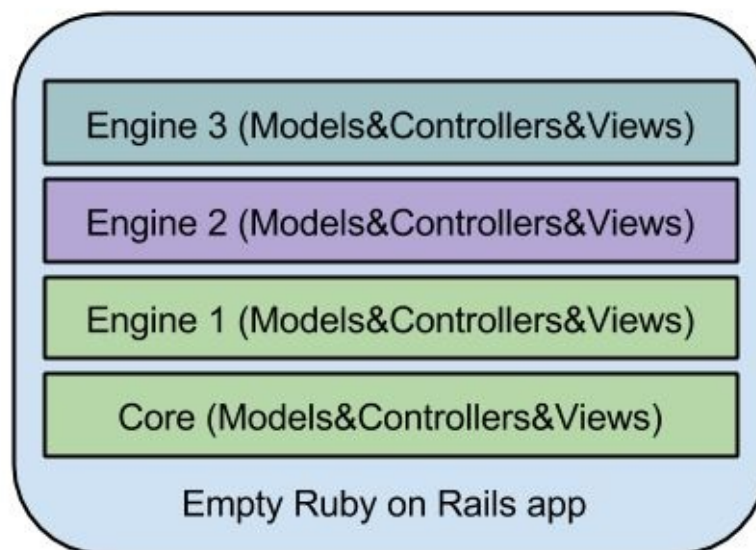 Engine 3 (Models&Controllers&Views)
Engine 2 (Models&Controllers&Views)
Engine 1 (Models&Controllers&Views)
Core (Models&Controllers&Views)
Empty Ruby on Rails app